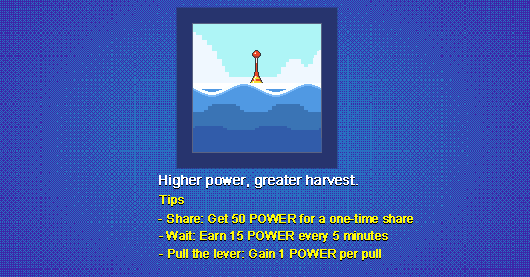 Higher power, greater harvest.
Tips
- Share: Get 50 POWER for a one-time share
- Wait: Earn 15 POWER every 5 minutes
- Pull the lever: Gain 1 POWER per pull